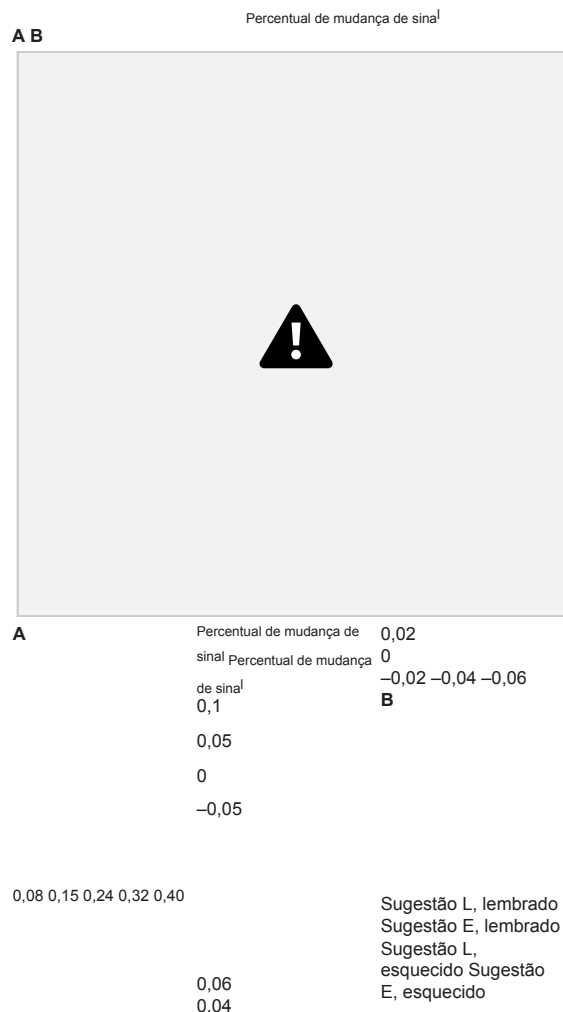 Percentual de mudança de sinal
A B
A
Percentual de mudança de
sinal Percentual de mudança
de sinal
0,1
0,05
0
–0,05
0,02
0
–0,02 –0,04 –0,06
B
0,08 0,15 0,24 0,32 0,40
Sugestão L, lembrado
Sugestão E, lembrado
Sugestão L,
esquecido Sugestão
E, esquecido
0,06
0,04